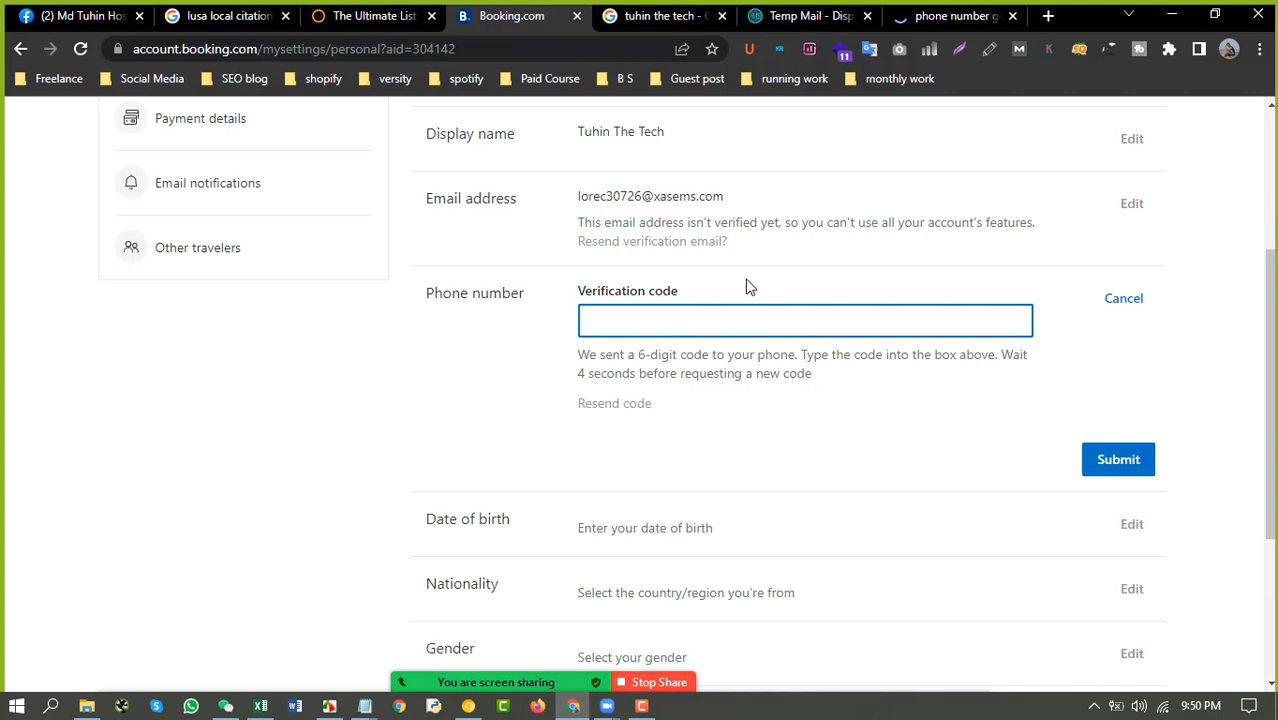 (2) Md Tuhin Hos
lusa local citation
The Ultimate List
Booking.com
tuhin the tech - G
Temp Mail - Disp
phone number g
account.booking.com/mysettings/personal?aid=304142
11
Freelance
Social Media
SEO blog
shopify
versity
spotify
Paid Course
B S
Guest post
running work
monthly work
Payment details
Email notifications
Other travelers
Display name
Tuhin The Tech
Edit
Email address
lorec30726@xasems.com
Edit
This email address isn't verified yet, so you can't use all your account's features.
Resend verification email?
Phone number
Verification code
Cancel
We sent a 6-digit code to your phone. Type the code into the box above. Wait
4 seconds before requesting a new code
Resend code
Submit
Date of birth
Enter your date of birth
Edit
Nationality
Select the country/region you're from
Edit
Gender
Select your gender
Edit
You are screen sharing
Stop Share
9:50 PM